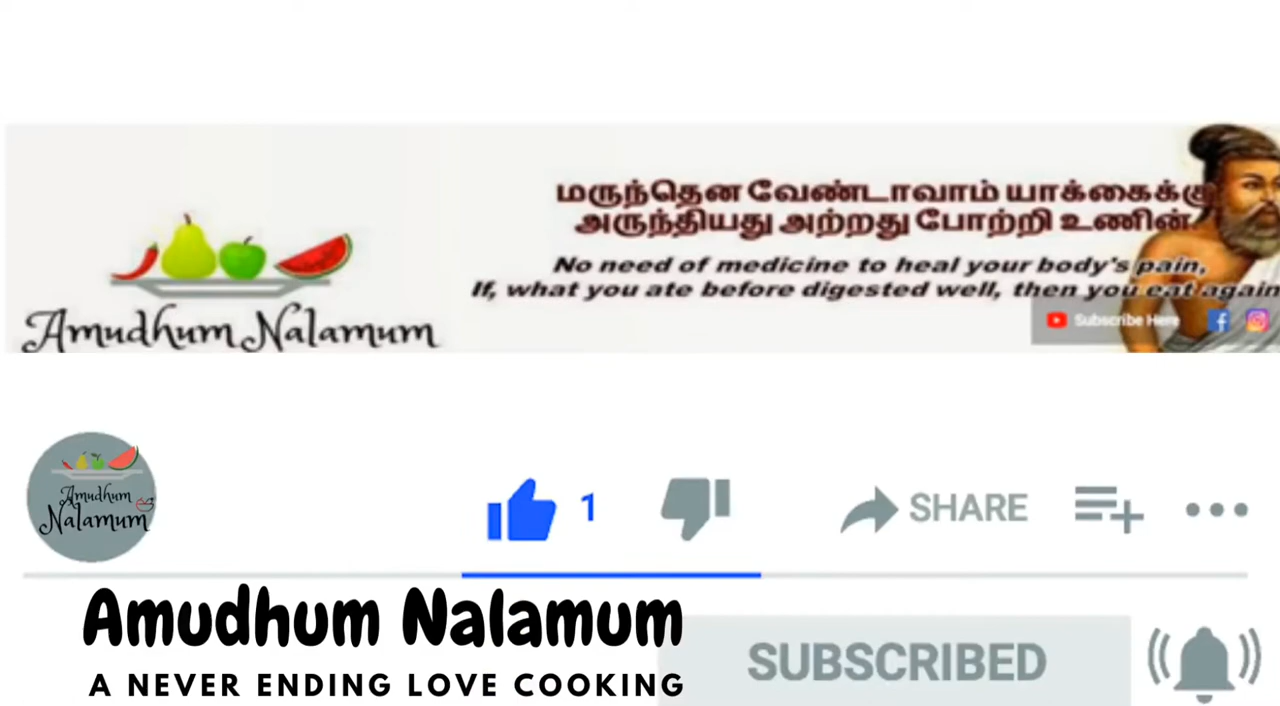 மருந்தென வேண்டாவாம் யாக்கைக்கு
அருந்தியது அற்றது போற்றி உணின்
No need of medicine to heal your body's pain,
If, what you ate before digested well, then you eat again
Amudhum Nalamum
Subscribe Here
Amudhum
Nalamum
1
SHARE
Amudhum Nalamum
SUBSCRIBED
A NEVER ENDING LOVE COOKING